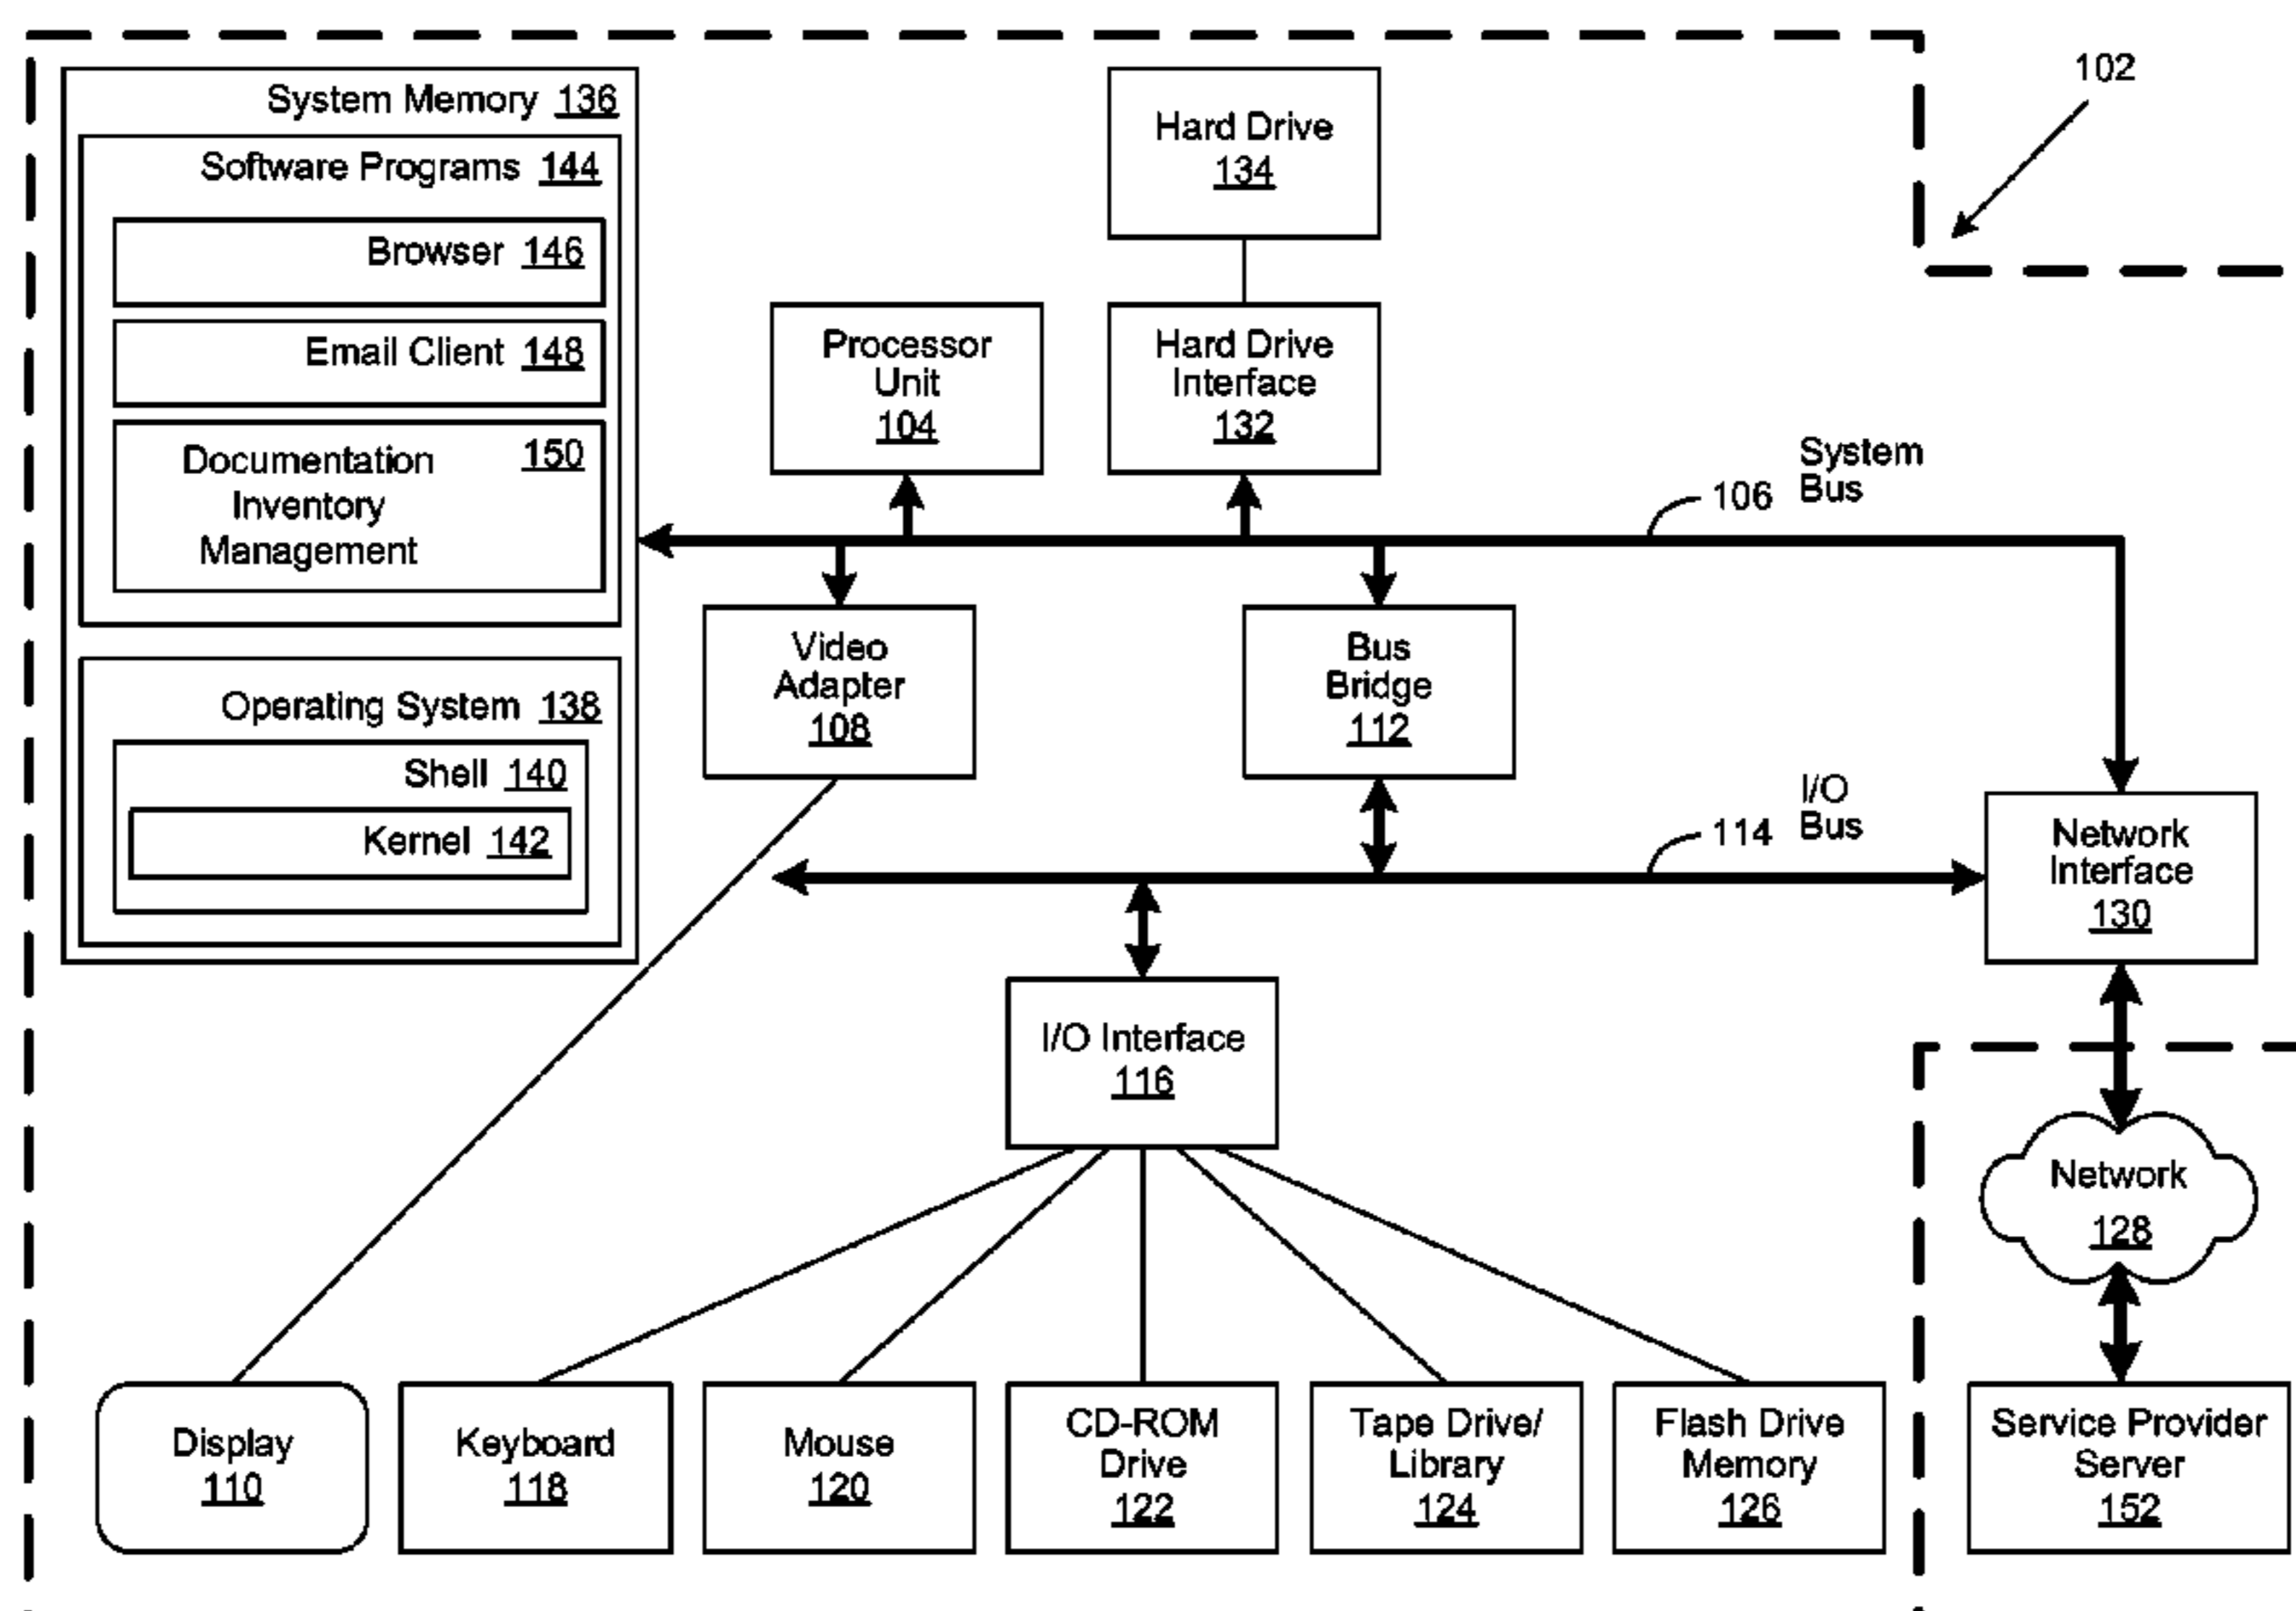 102
System Memory 136
Software Programs 144
Browser 146
Email Client 148
Documentation 150
Inventory
Management
Operating System 138
Shell 140
Kernel 142
Hard Drive
134
Processor
Unit
104
Hard Drive
Interface
132
System
106 Bus
Video
Adapter
108
Bus
Bridge
112
I/O
114 Bus
Network
Interface
130
I/O Interface
116
Network
128
Display
110
Keyboard
118
Mouse
120
CD-ROM
Drive
122
Tape Drive/
Library
124
Flash Drive
Memory
126
Service Provider
Server
152